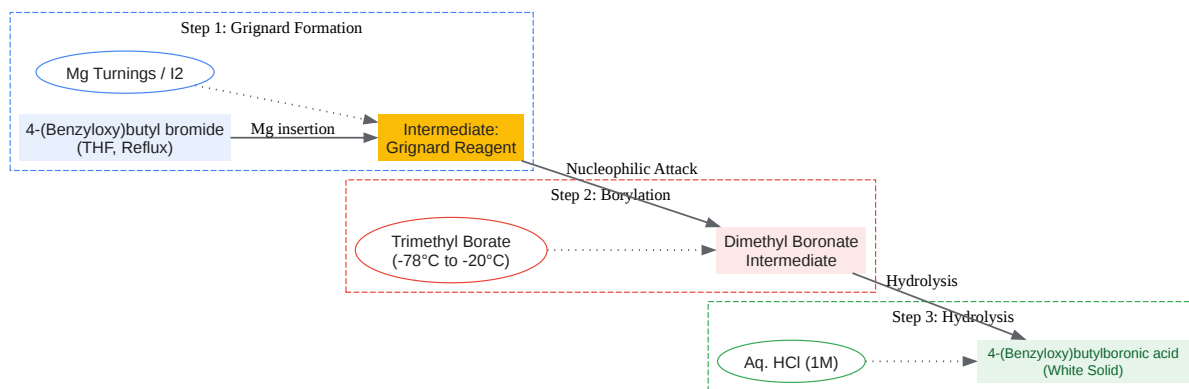 Step 1: Grignard Formation
Mg Turnings / I2
4-(Benzyloxy)butyl bromide
(THF, Reflux)
Mg insertion
Intermediate:
Grignard Reagent
Nucleophilic Attack
Step 2: Borylation
Trimethyl Borate
(-78°C to -20°C)
Dimethyl Boronate
Intermediate
Hydrolysis
Step 3: Hydrolysis
Aq. HCl (1M)
4-(Benzyloxy)butylboronic acid
(White Solid)